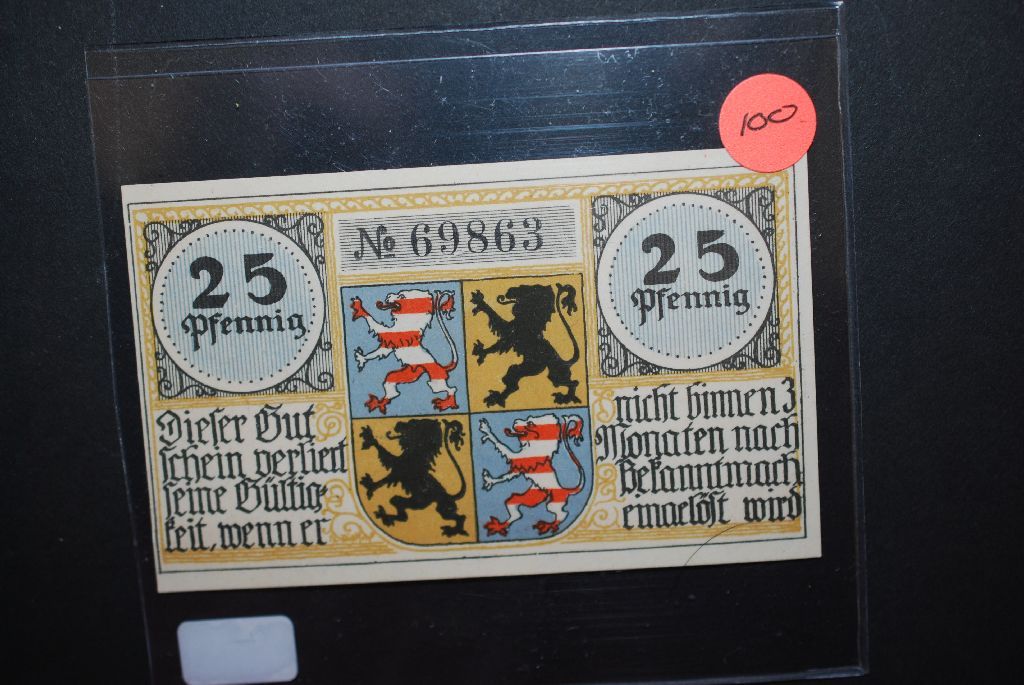 100
№ 69863
25
Pfennig
25
Pfennig
Dieser Gut
schein verliert
seine Gültig-
keit, wenn er
nicht binnen 3
Monaten nach
Bekanntmach
eingelöst wird